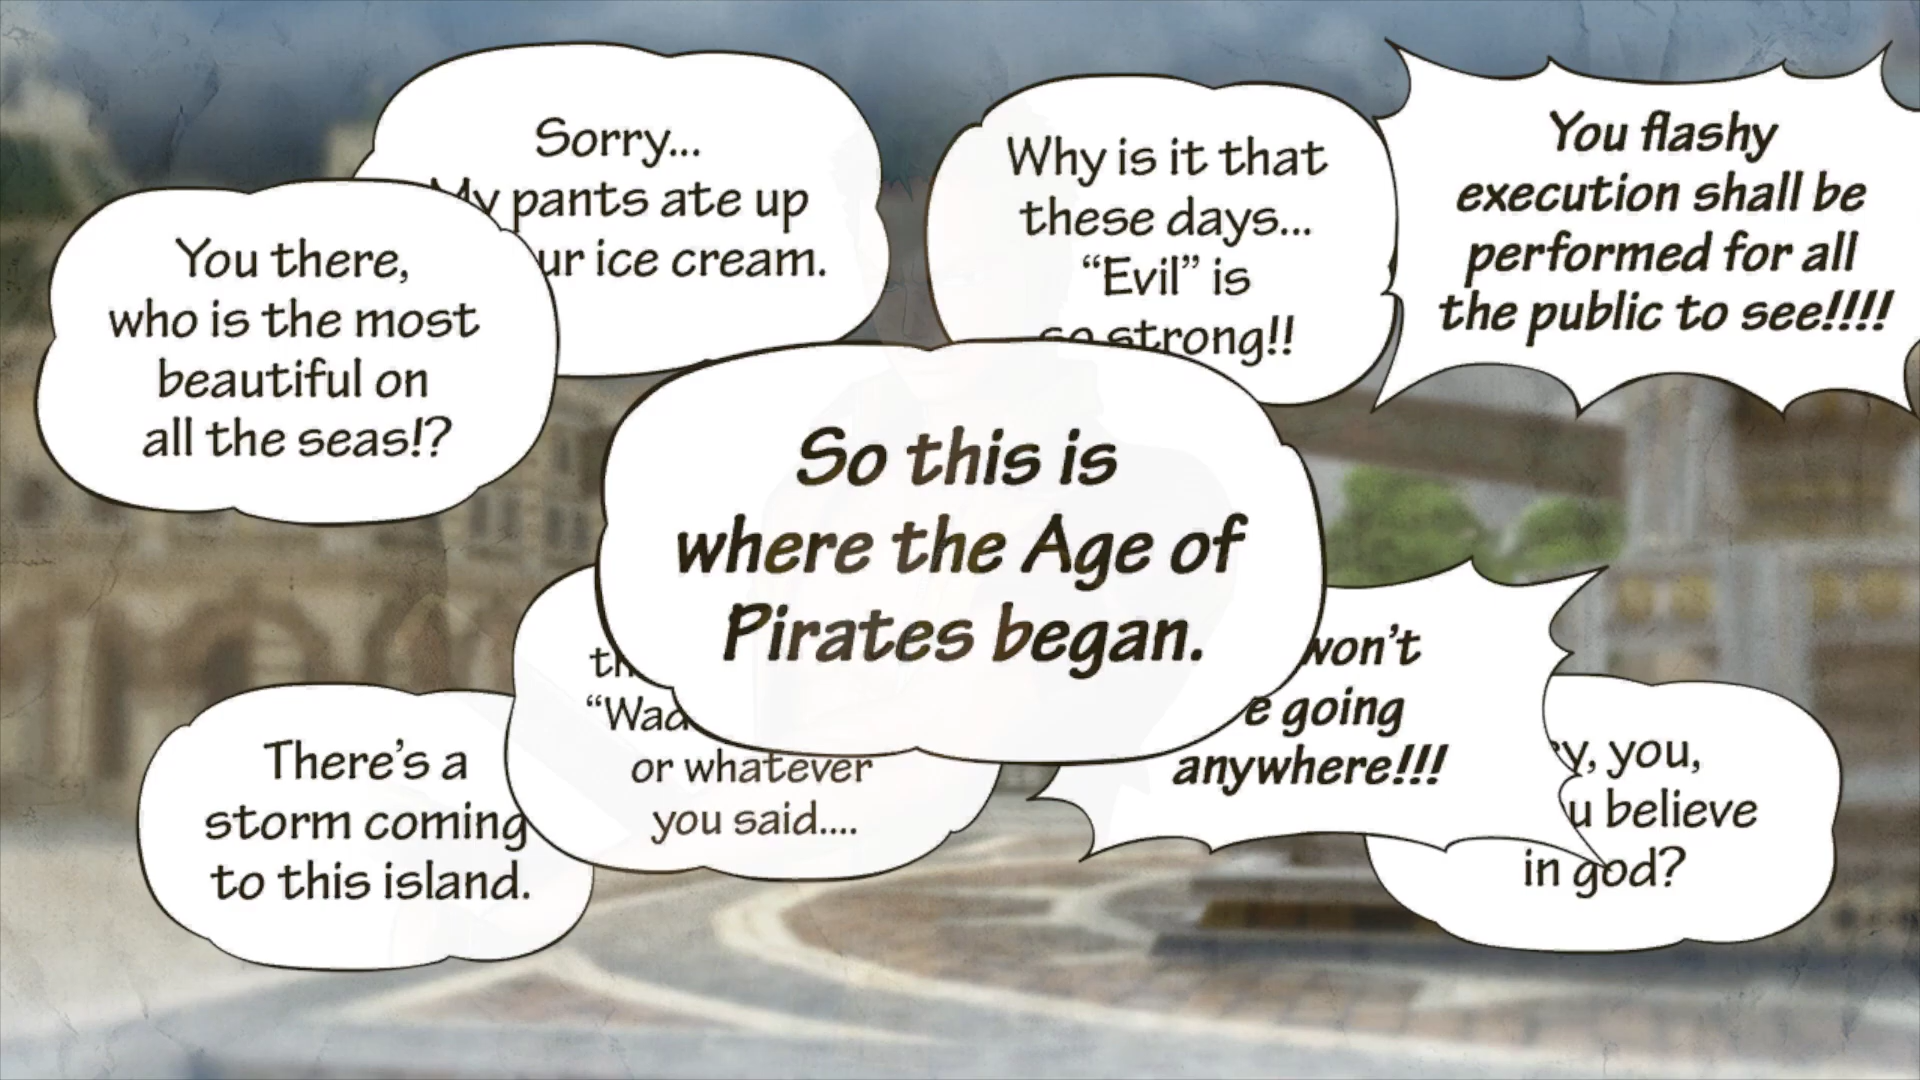 Sorry...
pants ate up
ice cream.
You there,
who is the most
beautiful on
all the seas!?
Why is it that
these days...
“Evil” is
so strong!!
You flashy
execution shall be
performed for all
the public to see!!!!
So this is
where the Age of
Pirates began.
There’s a
storm coming
to this island.
or whatever
you said....
won’t
going
anywhere!!!
you,
believe
in god?